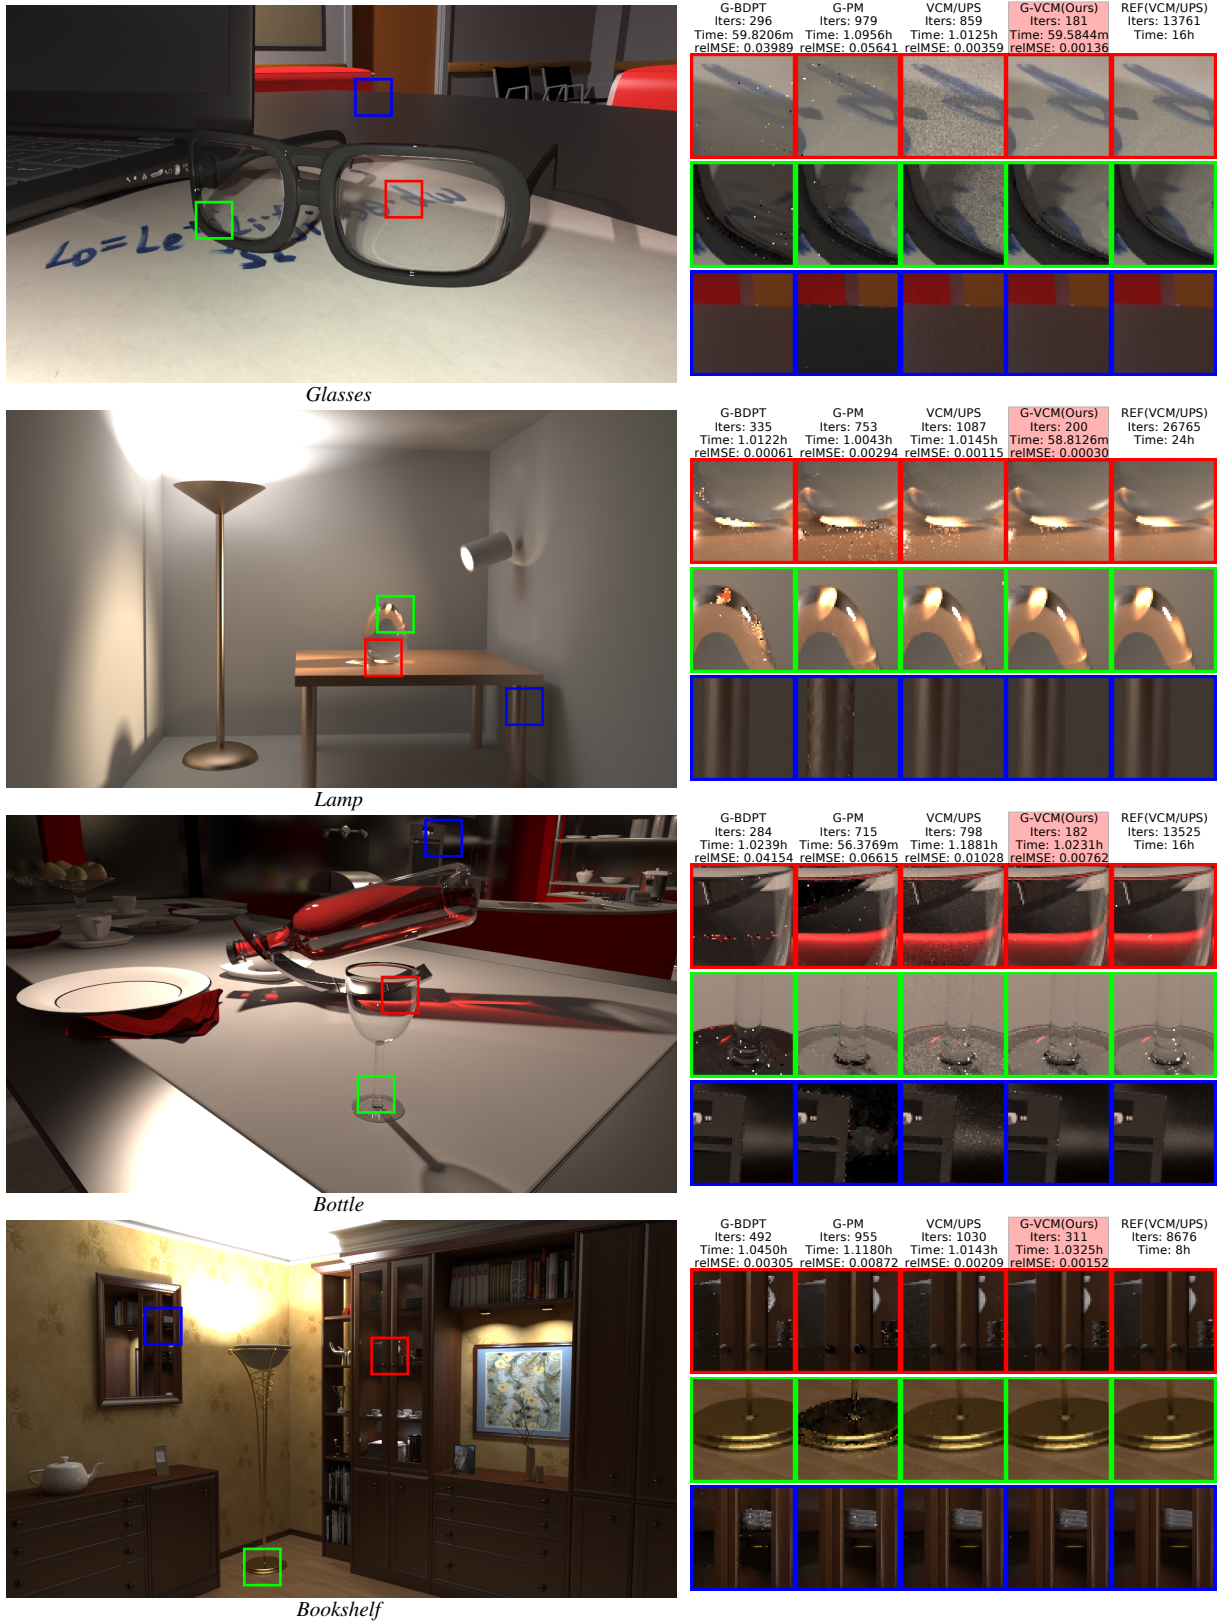 G-BDPT
Iters: 296
Time: 59.8206m
relMSE: 0.03989
G-PM
Iters: 979
Time: 1.0956h
relMSE: 0.05641
VCM/UPS
Iters: 859
Time: 1.0125h
relMSE: 0.00359
G-VCM(Ours)
Iters: 181
Time: 59.5844m
relMSE: 0.00136
REF(VCM/UPS)
Iters: 13761
Time: 16h
Glasses
G-BDPT
Iters: 335
Time: 1.0122h
relMSE: 0.00061
G-PM
Iters: 753
Time: 1.0043h
relMSE: 0.00294
VCM/UPS
Iters: 1087
Time: 1.0145h
relMSE: 0.00115
G-VCM(Ours)
Iters: 200
Time: 58.8126m
relMSE: 0.00030
REF(VCM/UPS)
Iters: 26765
Time: 24h
Lamp
G-BDPT
Iters: 284
Time: 1.0239h
relMSE: 0.04154
G-PM
Iters: 715
Time: 56.3769m
relMSE: 0.06615
VCM/UPS
Iters: 798
Time: 1.1881h
relMSE: 0.01028
G-VCM(Ours)
Iters: 182
Time: 1.0231h
relMSE: 0.00762
REF(VCM/UPS)
Iters: 13525
Time: 16h
Bottle
G-BDPT
Iters: 492
Time: 1.0450h
relMSE: 0.00305
G-PM
Iters: 955
Time: 1.1180h
relMSE: 0.00872
VCM/UPS
Iters: 1030
Time: 1.0143h
relMSE: 0.00209
G-VCM(Ours)
Iters: 311
Time: 1.0325h
relMSE: 0.00152
REF(VCM/UPS)
Iters: 8676
Time: 8h
Bookshelf